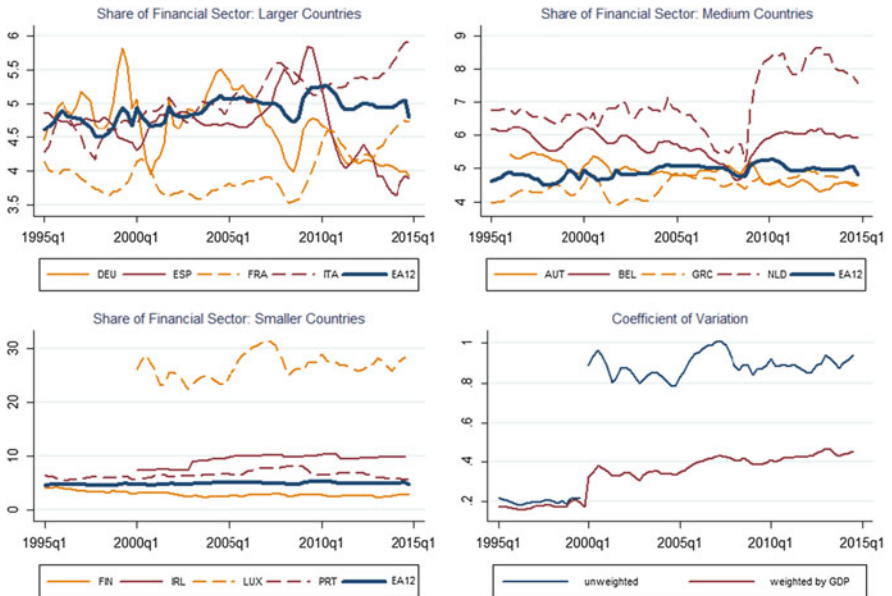 Share of Financial Sector: Larger Countries
6
5.5
5
4.5
4
3.5
1995q1 2000q1 2005q1 2010q1 2015q1
DEU ESP FRA ITA EA12
Share of Financial Sector: Medium Countries
9
8
7
6
5
4
1995q1 2000q1 2005q1 2010q1 2015q1
AUT BEL GRC NLD EA12
Share of Financial Sector: Smaller Countries
30
20
10
0
1995q1 2000q1 2005q1 2010q1 2015q1
FIN IRL LUX PRT EA12
Coefficient of Variation
1
.8
.6
.4
.2
1995q1 2000q1 2005q1 2010q1 2015q1
unweighted weighted by GDP